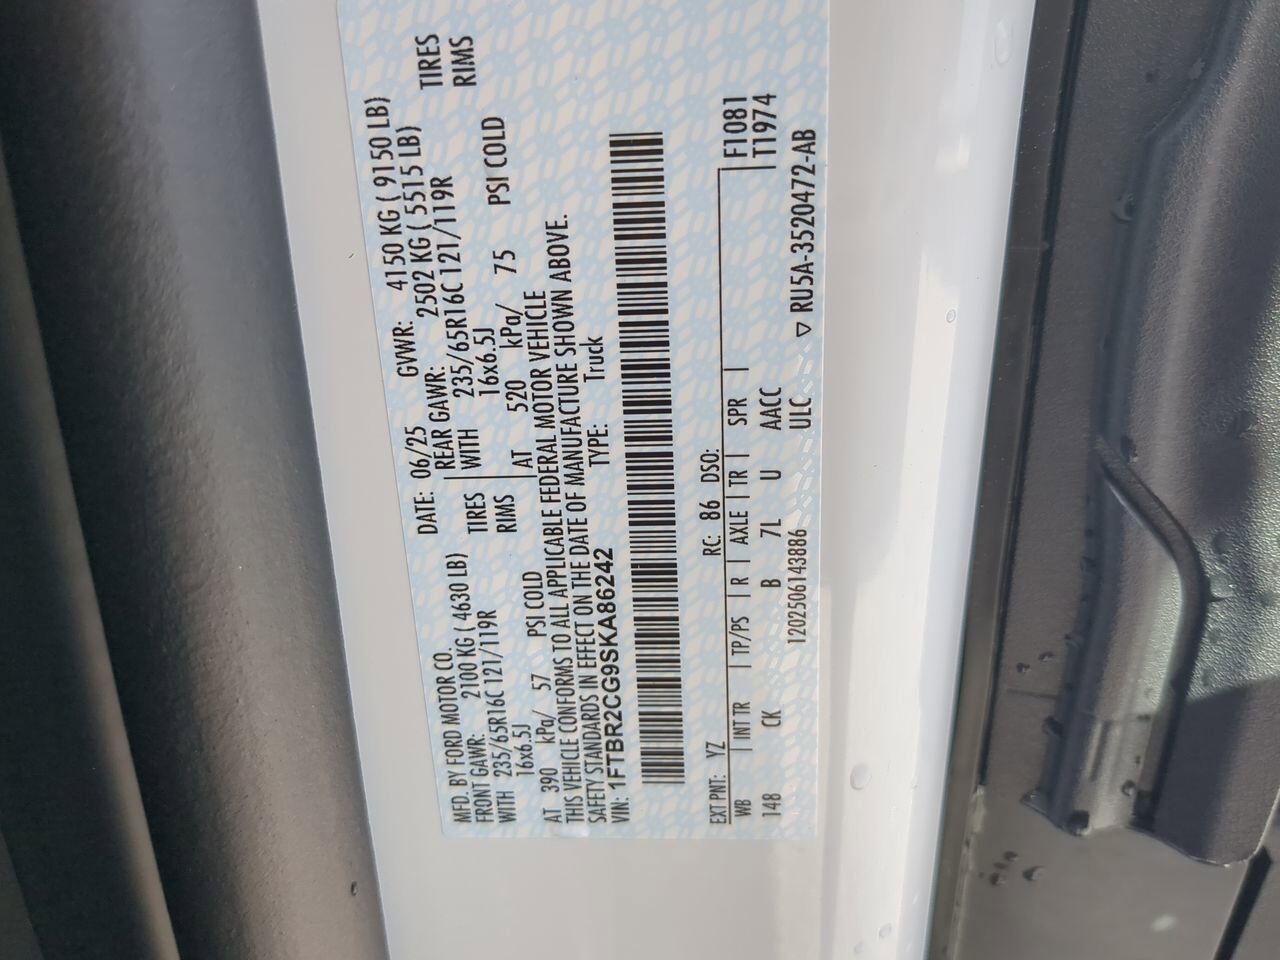 MFD. BY FORD MOTOR CO.
DATE: 06/25 GVWR: 4150 KG ( 9150 LB)
FRONT GAWR: 2100 KG ( 4630 LB) REAR GAWR: 2502 KG ( 5515 LB)
WITH 235/65R16C 121/119R TIRES WITH 235/65R16C 121/119R TIRES
16x6.5J RIMS 16x6.5J RIMS
AT 390 kPa/ 57 PSI COLD AT 520 kPa/ 75 PSI COLD
THIS VEHICLE CONFORMS TO ALL APPLICABLE FEDERAL MOTOR VEHICLE
SAFETY STANDARDS IN EFFECT ON THE DATE OF MANUFACTURE SHOWN ABOVE.
VIN: 1FTBR2CG9SKA86242 TYPE: Truck
EXT PNT: YZ RC: 86 DSO:
WB INT TR TP/PS R AXLE TR SPR F1081
148 CK B 7L U AACC T1974
1202506143886 ULC ▽ RU5A-3520472-AB